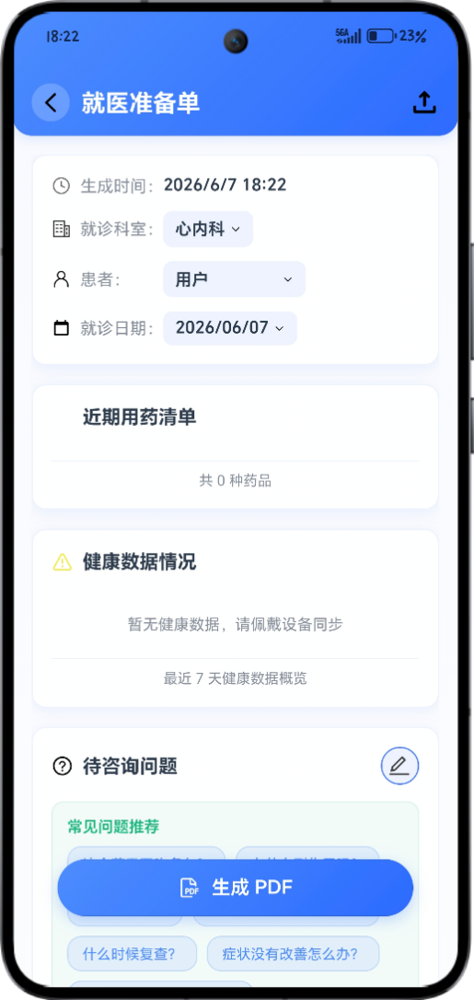 18:22
5GA 23%
就医准备单
生成时间： 2026/6/7 18:22
就诊科室： 心内科
患者： 用户
就诊日期： 2026/06/07
近期用药清单
共 0 种药品
健康数据情况
暂无健康数据，请佩戴设备同步
最近 7 天健康数据概览
待咨询问题
常见问题推荐
PDF 生成 PDF
什么时候复查？ 症状没有改善怎么办？